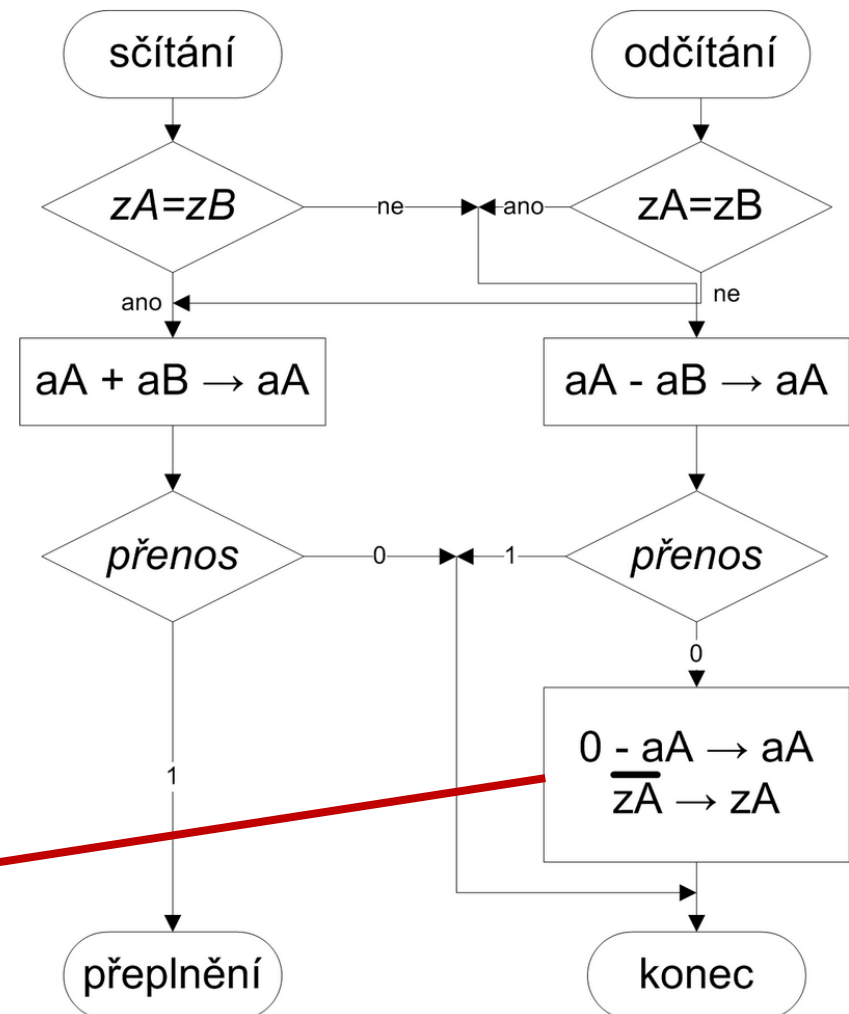 sčítání
odčítání
zA=zB
ne
ano
zA=zB
ano
ne
aA + aB → aA
aA - aB → aA
přenos
0
1
přenos
0
1
0 - aA → aA
z̅A̅ → zA
přeplnění
konec